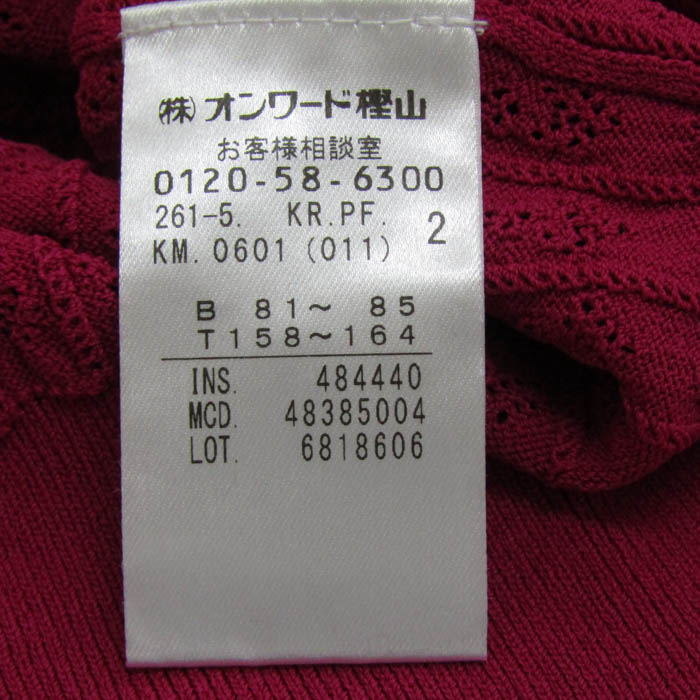 (株)オンワード樫山
お客様相談室
0120-58-6300
261-5. KR.PF. 2
KM.0601(011)
B 81～ 85
T158～164
INS. 484440
MCD. 48385004
LOT. 6818606